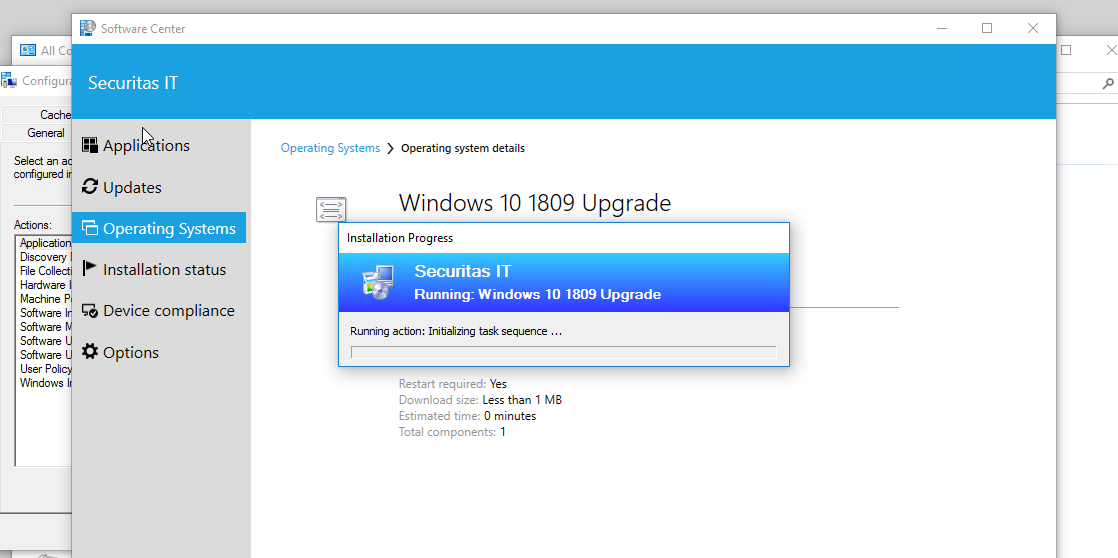 Software Center
All Co
Configura
Securitas IT
Cache
General
Select an ac
configured in
Actions:
Application
Discovery
File Collecti
Hardware I
Machine Po
Software In
Software M
Software U
Software U
User Policy
Windows In
Applications
Updates
Operating Systems
Installation status
Device compliance
Options
Operating Systems > Operating system details
Windows 10 1809 Upgrade
Installation Progress
Securitas IT
Running: Windows 10 1809 Upgrade
Running action: Initializing task sequence ...
Restart required: Yes
Download size: Less than 1 MB
Estimated time: 0 minutes
Total components: 1